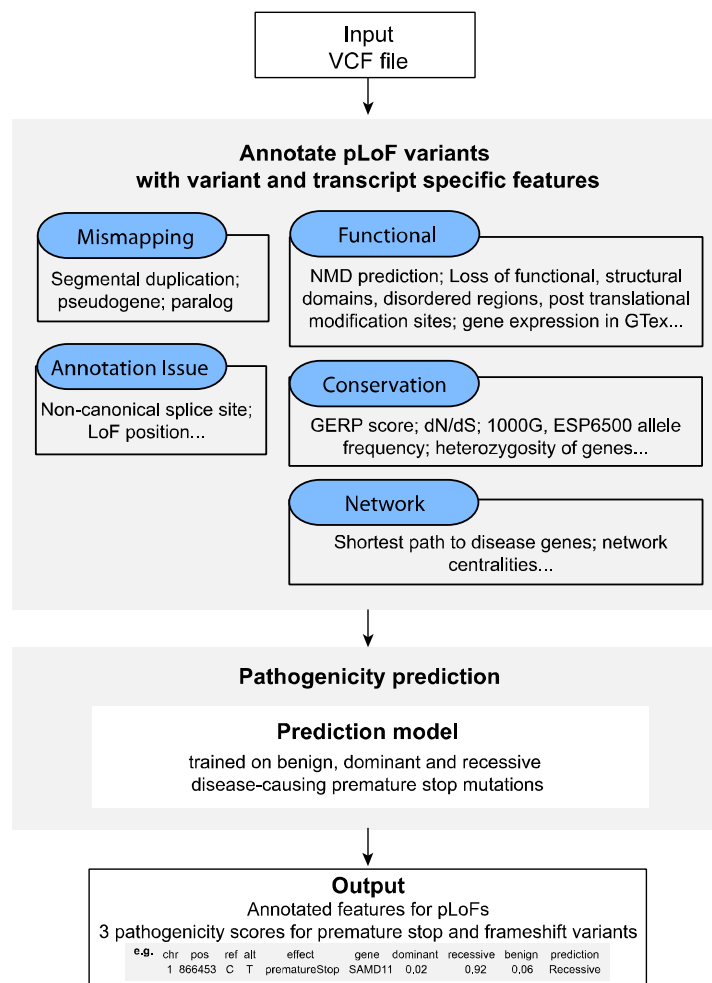 Input
VCF file
Annotate pLoF variants
with variant and transcript specific features
Mismapping
Segmental duplication;
pseudogene; paralog
Functional
NMD prediction; Loss of functional, structural
domains, disordered regions, post translational
modification sites; gene expression in GTex...
Annotation Issue
Non-canonical splice site;
LoF position...
Conservation
GERP score; dN/dS; 1000G, ESP6500 allele
frequency; heterozygosity of genes...
Network
Shortest path to disease genes; network
centralities...
Pathogenicity prediction
Prediction model
trained on benign, dominant and recessive
disease-causing premature stop mutations
Output
Annotated features for pLoFs
3 pathogenicity scores for premature stop and frameshift variants
e.g. chr pos ref alt effect gene dominant recessive benign prediction
1 866453 C T prematureStop SAMD11 0,02 0,92 0,06 Recessive